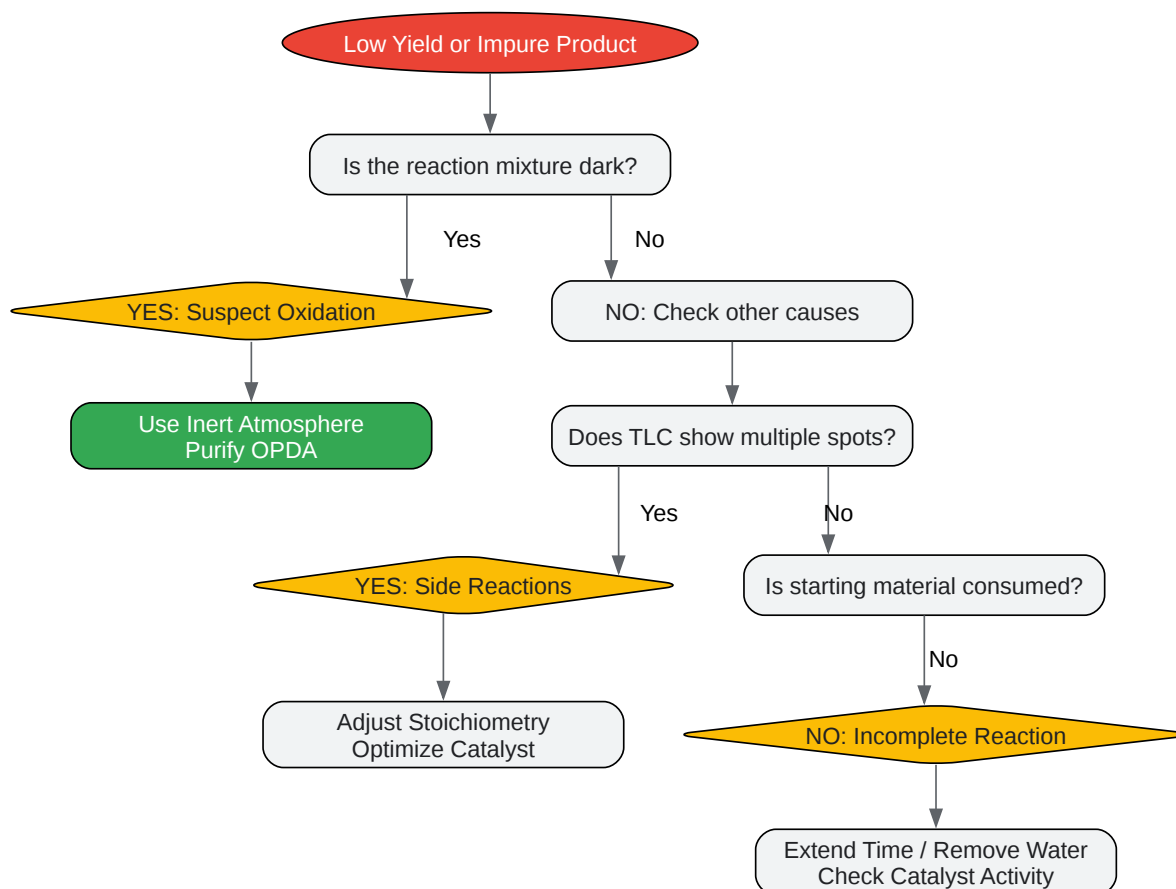 Low Yield or Impure Product
Is the reaction mixture dark?
Yes
No
YES: Suspect Oxidation
NO: Check other causes
Use Inert Atmosphere
Purify OPDA
Does TLC show multiple spots?
Yes
No
YES: Side Reactions
Is starting material consumed?
No
Adjust Stoichiometry
Optimize Catalyst
NO: Incomplete Reaction
Extend Time / Remove Water
Check Catalyst Activity